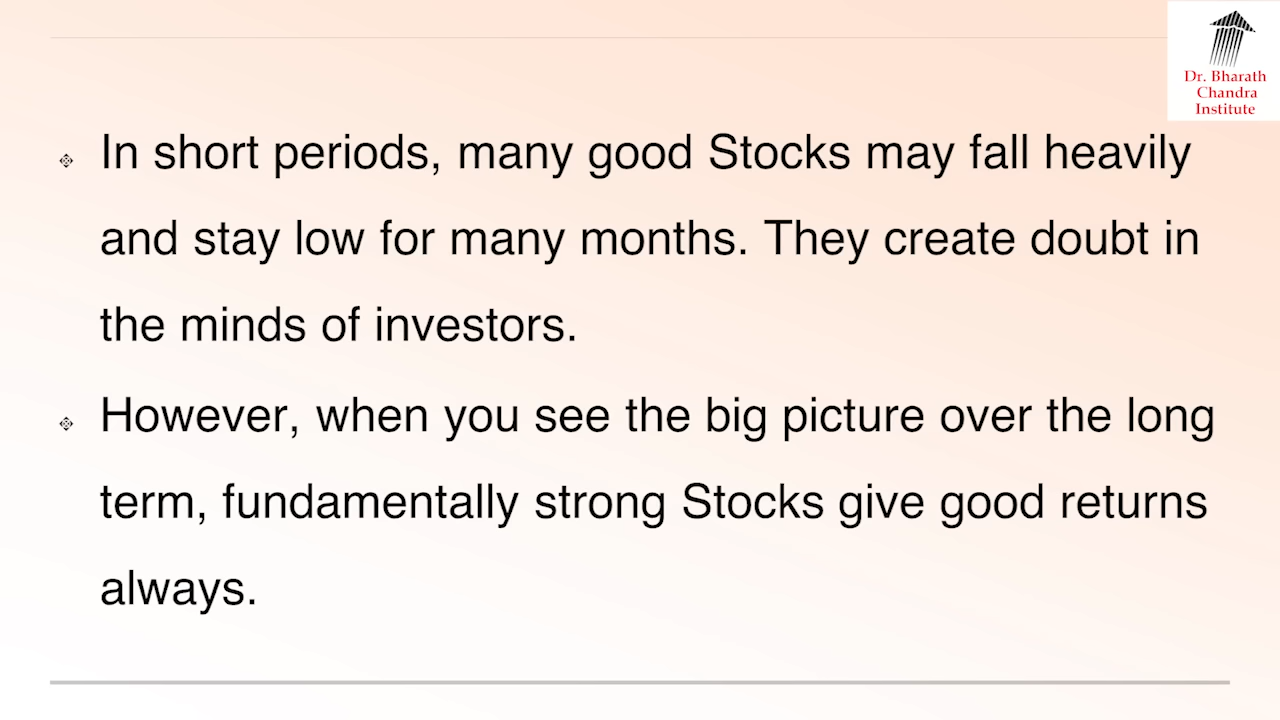 Dr. Bharath
Chandra
Institute
In short periods, many good Stocks may fall heavily
and stay low for many months. They create doubt in
the minds of investors.
However, when you see the big picture over the long
term, fundamentally strong Stocks give good returns
always.